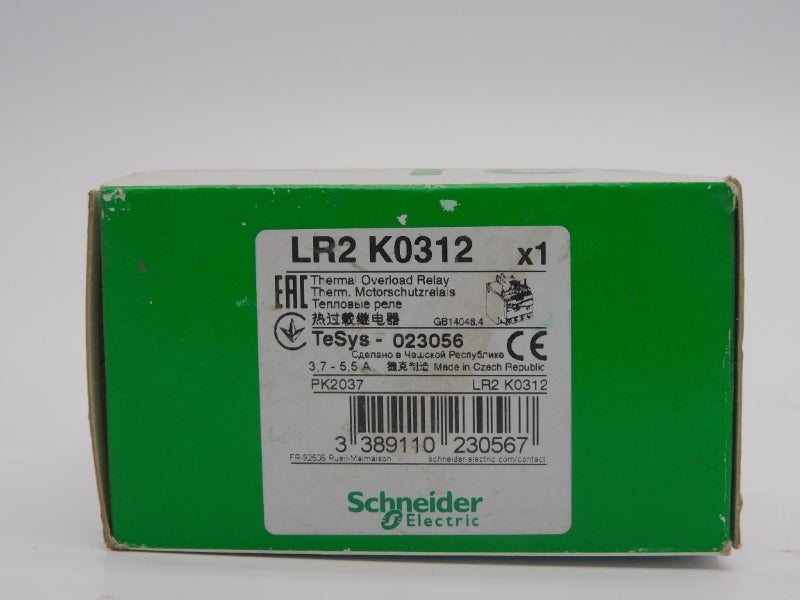 LR2 K0312 x1
EAC Thermal Overload Relay
Therm. Motorschutzrelais
Тепловые реле
热过载继电器 GB14048.4
TeSys - 023056 CE
Сделано в Чешской Республике
3,7 - 5,5 A 捷克制造 Made in Czech Republic
PK2037 LR2 K0312
3 389110 230567
FR-92506 Rueil-Malmaison schneider-electric.com/contact
Schneider
Electric